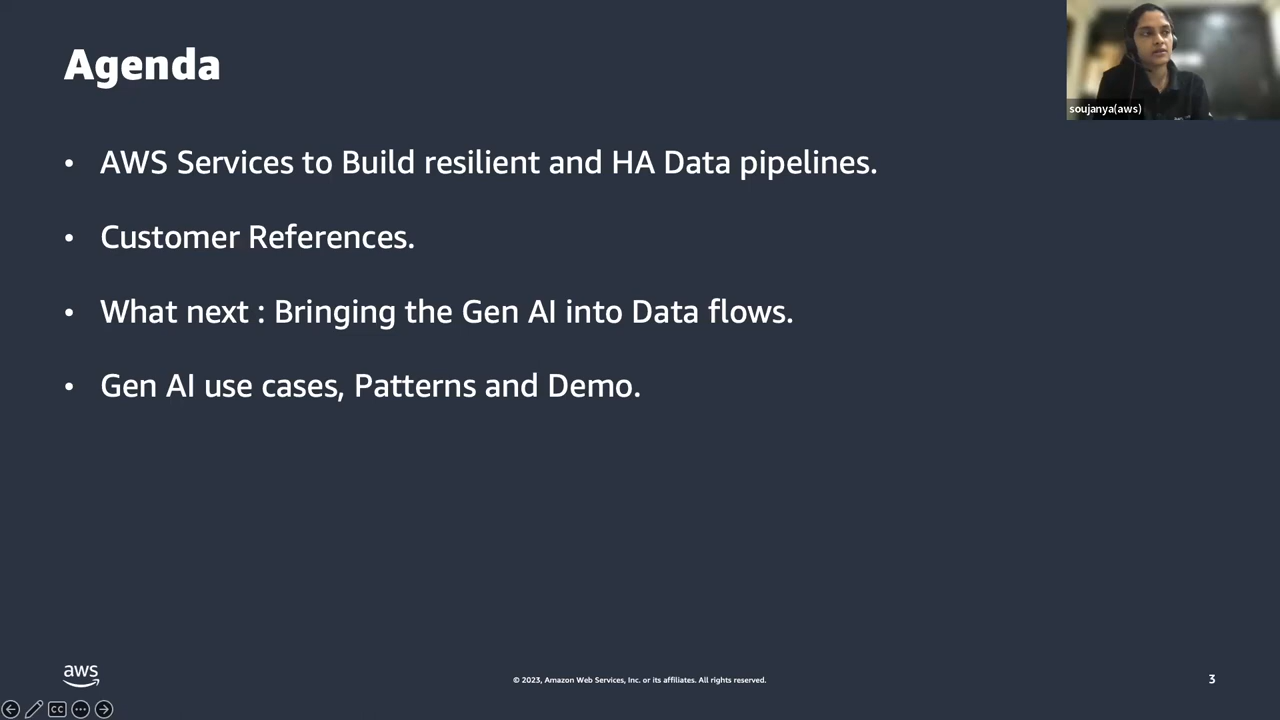 Agenda
soujanya(aws)
• AWS Services to Build resilient and HA Data pipelines.
• Customer References.
• What next : Bringing the Gen AI into Data flows.
• Gen AI use cases, Patterns and Demo.
aws
© 2023, Amazon Web Services, Inc. or its affiliates. All rights reserved.
3
CC